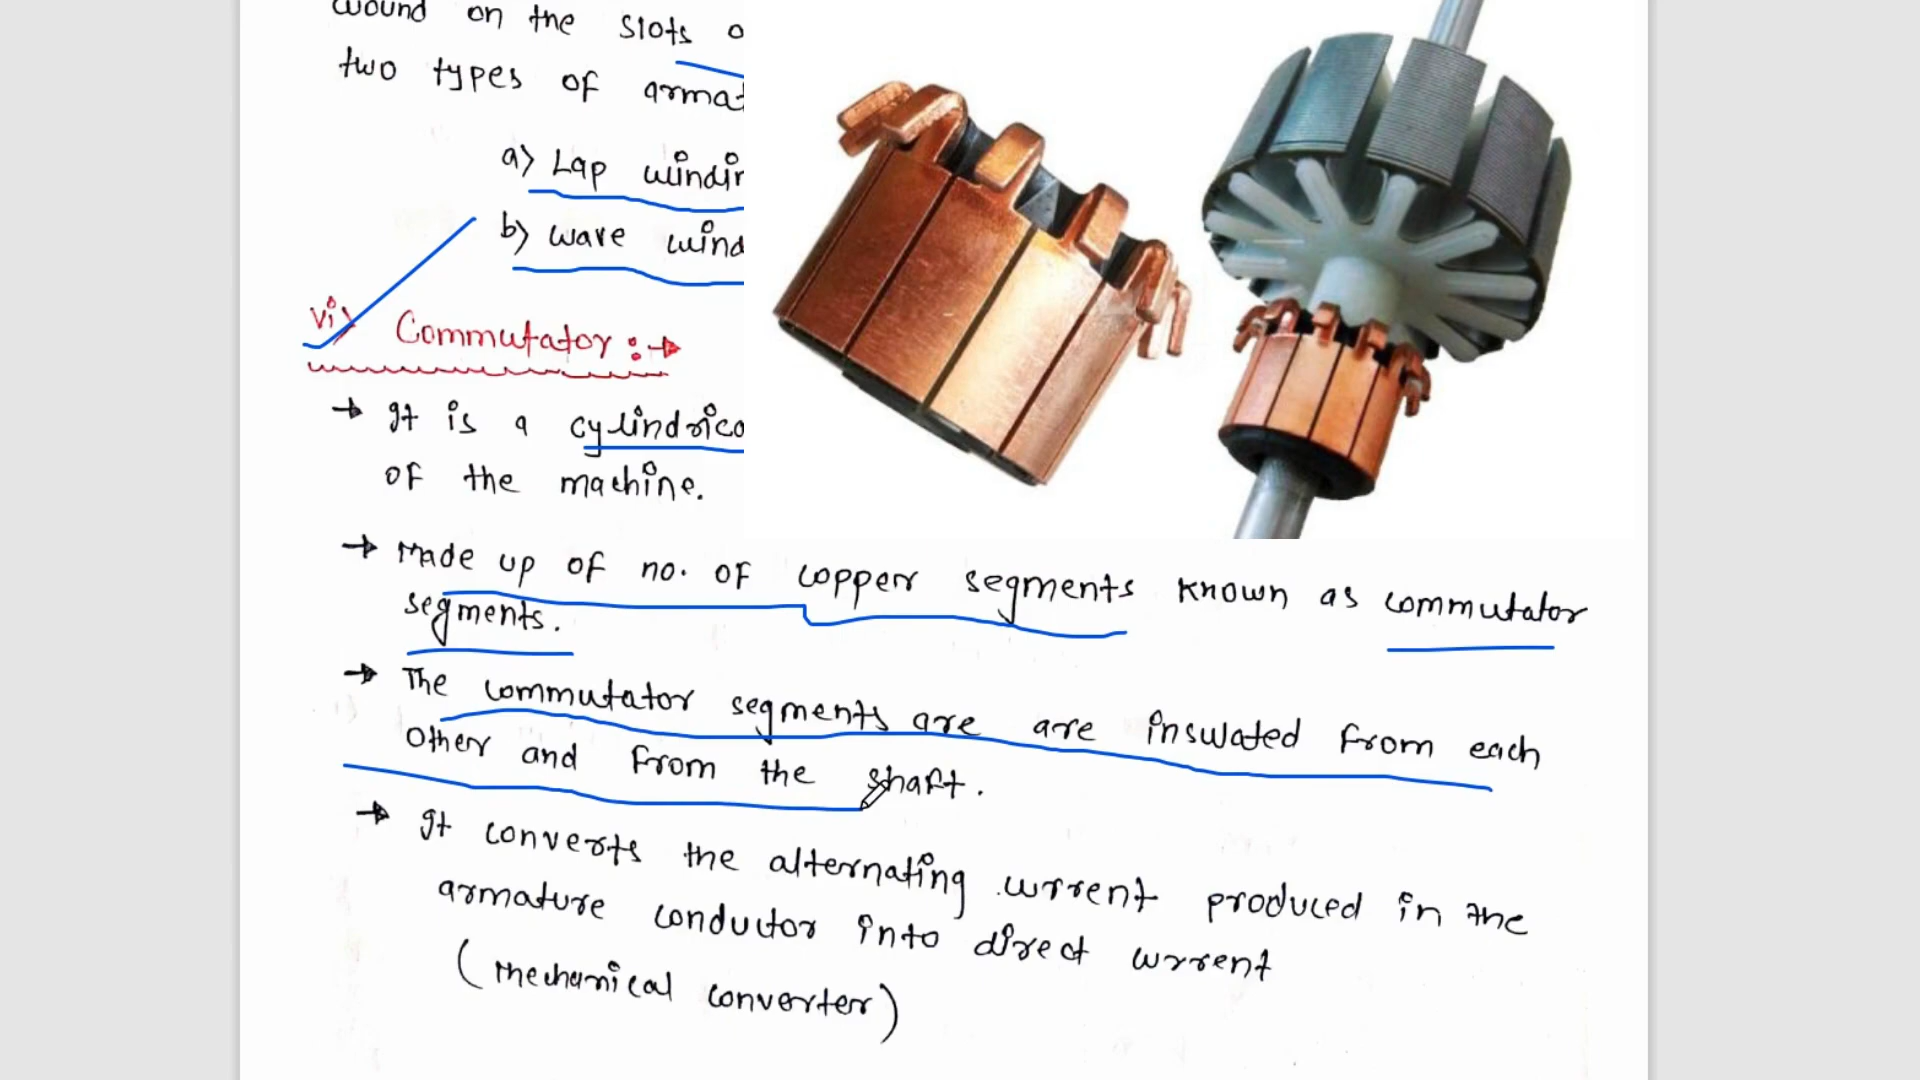 wound on the slots o
two types of armat
a) Lap windin
b) wave wind
vi) Commutator :→
→ It is a cylindrica
of the machine.
→ Made up of no. of copper segments known as commutator
segments.
→ The commutator segments are are insulated from each
other and from the shaft.
→ It converts the alternating current produced in the
armature conductor into direct current
(mechanical converter)